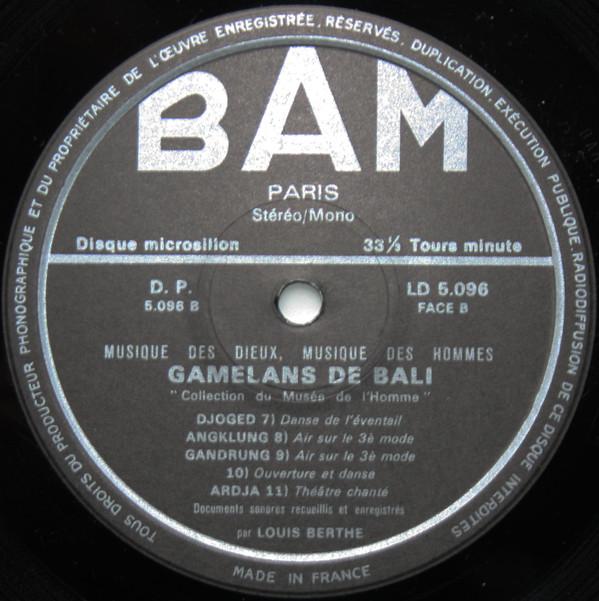 TOUS DROITS DU PRODUCTEUR PHONOGRAPHIQUE ET DU PROPRIÉTAIRE DE L'ŒUVRE ENREGISTRÉE, RÉSERVÉS, DUPLICATION, EXÉCUTION PUBLIQUE, RADIODIFFUSION DE CE DISQUE INTERDITES
BAM
PARIS
Stéréo/Mono
Disque microsillon 33⅓ Tours minute
D. P. LD 5.096
5.096 B FACE B
MUSIQUE DES DIEUX, MUSIQUE DES HOMMES
GAMELANS DE BALI
"Collection du Musée de l'Homme"
DJOGED 7) Danse de l'éventail
ANGKLUNG 8) Air sur le 3è mode
GANDRUNG 9) Air sur le 3è mode
10) Ouverture et danse
ARDJA 11) Théâtre chanté
Documents sonores recueillis et enregistrés
par LOUIS BERTHE
MADE IN FRANCE